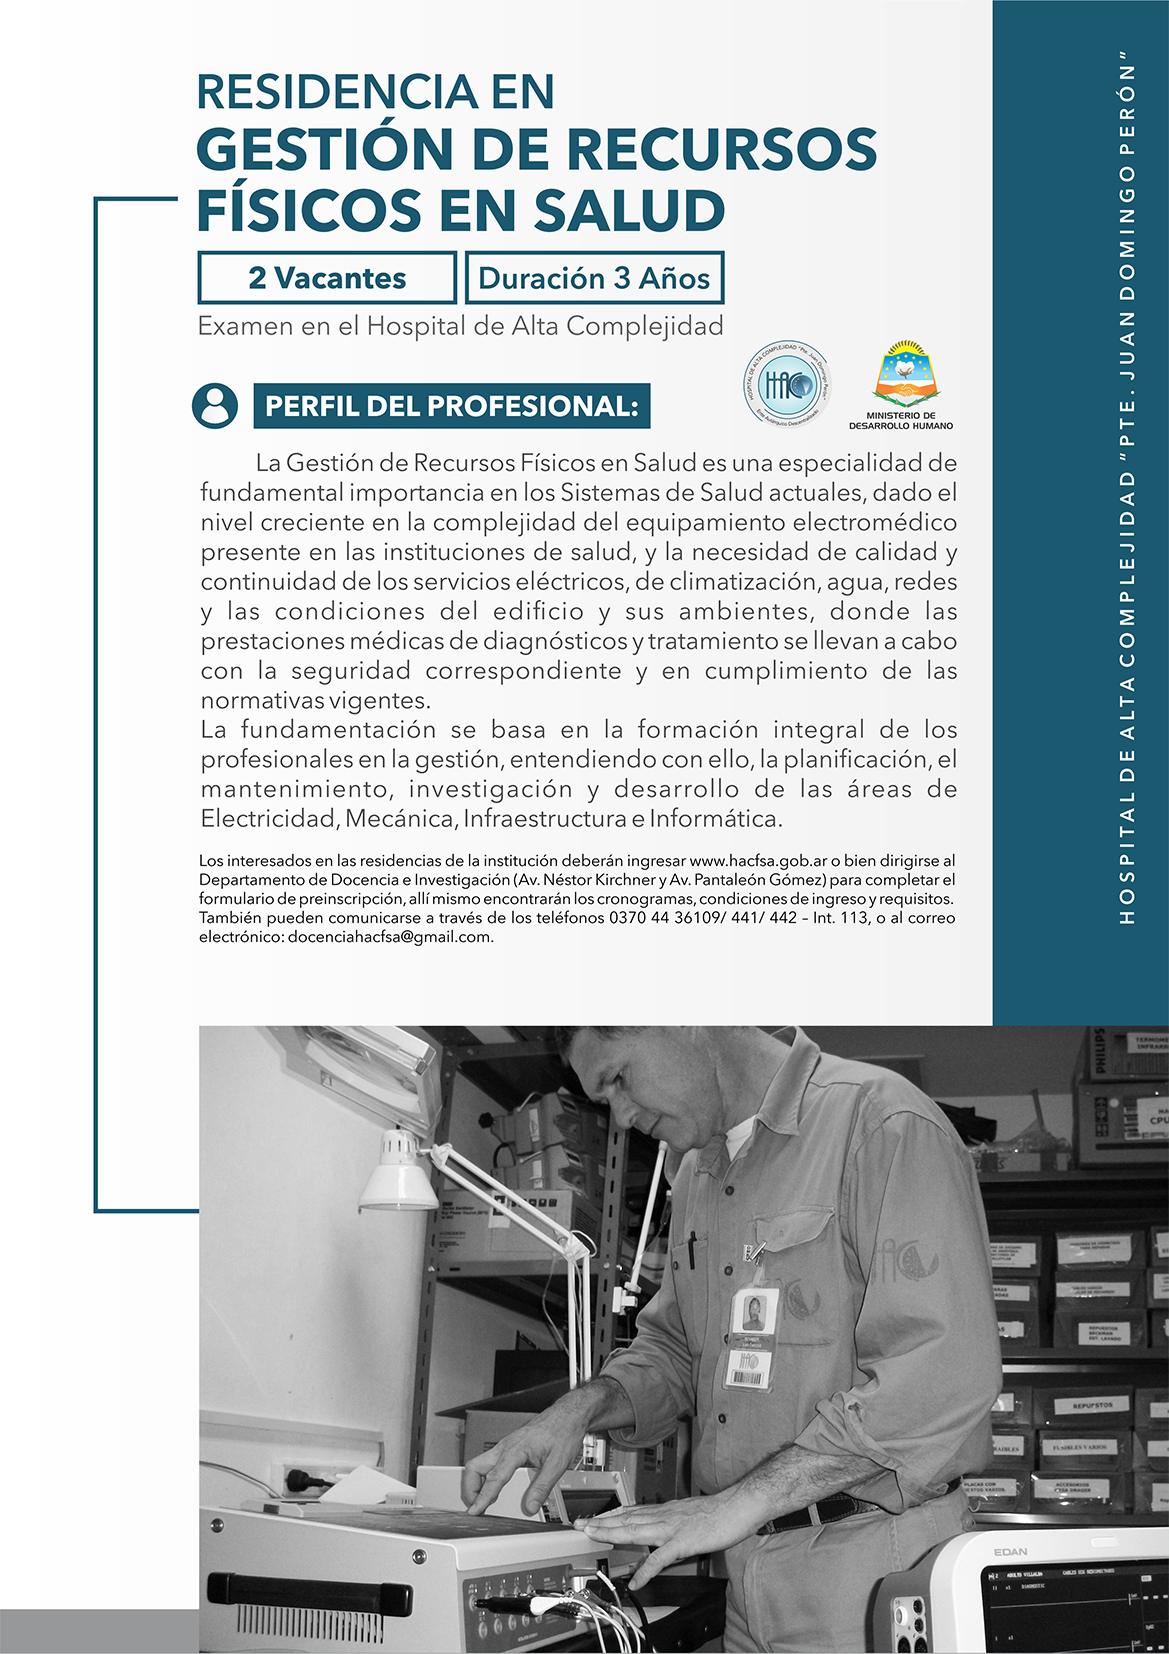 RESIDENCIA EN
GESTIÓN DE RECURSOS
FÍSICOS EN SALUD
2 Vacantes
Duración 3 Años
Examen en el Hospital de Alta Complejidad
HOSPITAL DE ALTA COMPLEJIDAD "Pte. Juan Domingo Perón"
HAC
Ente Autárquico Descentralizado
MINISTERIO DE
DESARROLLO HUMANO
PERFIL DEL PROFESIONAL:
La Gestión de Recursos Físicos en Salud es una especialidad de
fundamental importancia en los Sistemas de Salud actuales, dado el
nivel creciente en la complejidad del equipamiento electromédico
presente en las instituciones de salud, y la necesidad de calidad y
continuidad de los servicios eléctricos, de climatización, agua, redes
y las condiciones del edificio y sus ambientes, donde las
prestaciones médicas de diagnósticos y tratamiento se llevan a cabo
con la seguridad correspondiente y en cumplimiento de las
normativas vigentes.
La fundamentación se basa en la formación integral de los
profesionales en la gestión, entendiendo con ello, la planificación, el
mantenimiento, investigación y desarrollo de las áreas de
Electricidad, Mecánica, Infraestructura e Informática.
Los interesados en las residencias de la institución deberán ingresar www.hacfsa.gob.ar o bien dirigirse al
Departamento de Docencia e Investigación (Av. Néstor Kirchner y Av. Pantaleón Gómez) para completar el
formulario de preinscripción, allí mismo encontrarán los cronogramas, condiciones de ingreso y requisitos.
También pueden comunicarse a través de los teléfonos 0370 44 36109/ 441/ 442 – Int. 113, o al correo
electrónico: docenciahacfsa@gmail.com.
HOSPITAL DE ALTA COMPLEJIDAD "PTE. JUAN DOMINGO PERÓN"
PHILIPS
CPU
HAC
REPUESTOS
FUSIBLES VARIOS
ACCESORIOS
EDAN
ADULTO
DIAGNOSTIC